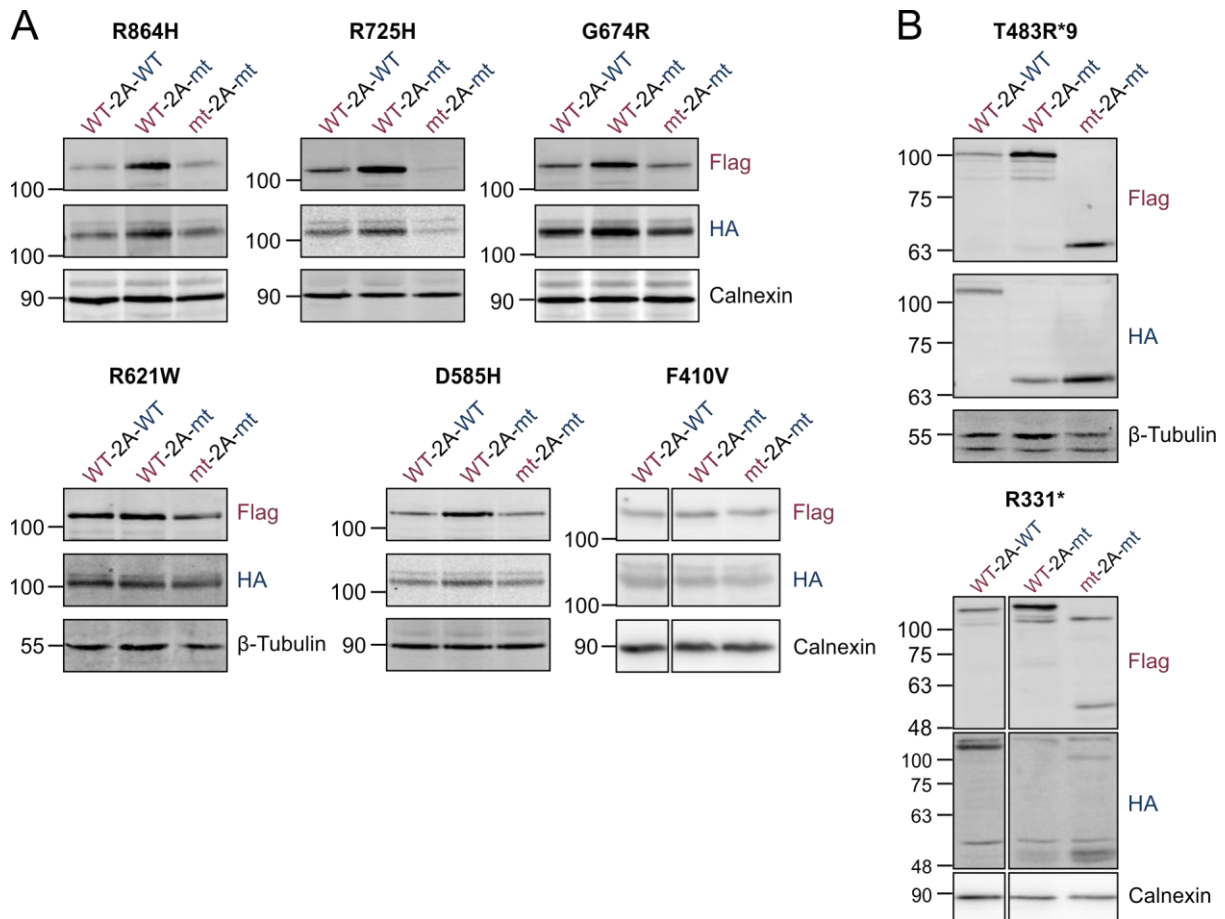 A
R864H
R725H
G674R
WT-2A-WT
WT-2A-mt
mt-2A-mt
WT-2A-WT
WT-2A-mt
mt-2A-mt
WT-2A-WT
WT-2A-mt
mt-2A-mt
100
100
100
Flag
100
100
100
HA
90
90
90
Calnexin
R621W
D585H
F410V
WT-2A-WT
WT-2A-mt
mt-2A-mt
WT-2A-WT
WT-2A-mt
mt-2A-mt
WT-2A-WT
WT-2A-mt
mt-2A-mt
100
Flag
100
100
Flag
100
HA
100
100
HA
55
β-Tubulin
90
90
Calnexin
B
T483R*9
WT-2A-WT
WT-2A-mt
mt-2A-mt
100
75
63
Flag
100
75
63
HA
55
β-Tubulin
R331*
WT-2A-WT
WT-2A-mt
mt-2A-mt
100
75
63
48
Flag
100
75
63
48
HA
90
Calnexin